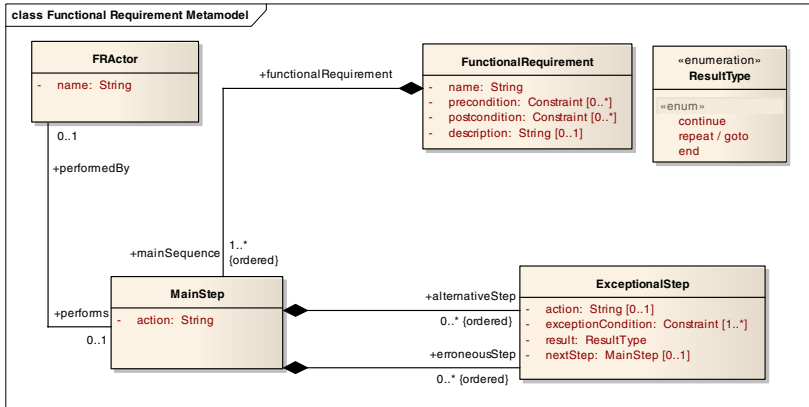 class Functional Requirement Metamodel
FRActor
- name: String
0..1
+performedBy
+performs
0..1
+functionalRequirement
FunctionalRequirement
- name: String
- precondition: Constraint [0..*]
- postcondition: Constraint [0..*]
- description: String [0..1]
«enumeration»
ResultType
«enum»
continue
repeat / goto
end
+mainSequence
1..*
{ordered}
MainStep
- action: String
+alternativeStep
0..* {ordered}
+erroneousStep
0..* {ordered}
ExceptionalStep
- action: String [0..1]
- exceptionCondition: Constraint [1..*]
- result: ResultType
- nextStep: MainStep [0..1]